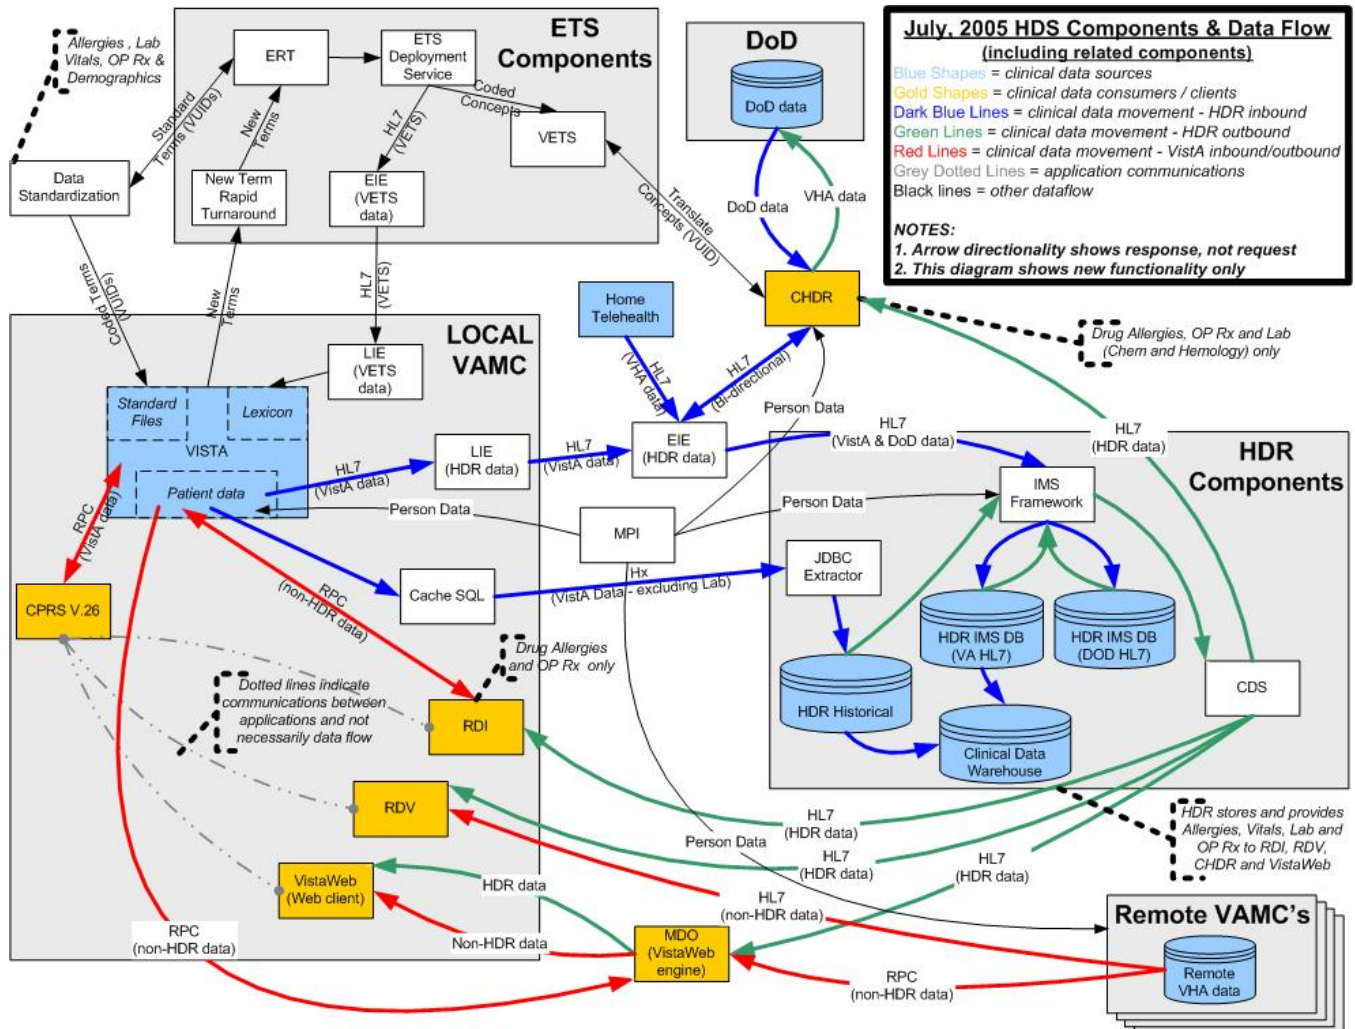 Allergies , Lab
Vitals, OP Rx &
Demographics
ETS
Components
ERT
ETS
Deployment
Service
Coded
Concepts
VETS
HL7
(VETS)
New
Terms
Standard
Terms (VUIDs)
Data
Standardization
New Term
Rapid
Turnaround
EIE
(VETS
data)
DoD
DoD data
DoD data
VHA data
Translate
Concepts (VUID)
July, 2005 HDS Components & Data Flow
(including related components)
Blue Shapes = clinical data sources
Gold Shapes = clinical data consumers / clients
Dark Blue Lines = clinical data movement - HDR inbound
Green Lines = clinical data movement - HDR outbound
Red Lines = clinical data movement - VistA inbound/outbound
Grey Dotted Lines = application communications
Black lines = other dataflow
NOTES:
1. Arrow directionality shows response, not request
2. This diagram shows new functionality only
Coded Terms
(VUIDs)
New
Terms
HL7
(VETS)
CHDR
Home
Telehealth
Drug Allergies, OP Rx and Lab
(Chem and Hemology) only
LOCAL
VAMC
LIE
(VETS
data)
Standard
Files
Lexicon
VISTA
Patient data
HL7
(VHA data)
HL7
(Bi-directional)
Person Data
HL7
(VistA data)
LIE
(HDR data)
HL7
(VistA data)
EIE
(HDR data)
HL7
(VistA & DoD data)
HL7
(HDR data)
HDR
Components
IMS
Framework
Person Data
Person Data
MPI
RPC
(VistA data)
CPRS V.26
RPC
(non-HDR data)
Cache SQL
Hx
(VistA Data - excluding Lab)
JDBC
Extractor
HDR IMS DB
(VA HL7)
HDR IMS DB
(DOD HL7)
HDR Historical
Clinical Data
Warehouse
CDS
Drug Allergies
and OP Rx only
Dotted lines indicate
communications between
applications and not
necessarily data flow
RDI
RDV
VistaWeb
(Web client)
HDR data
Non-HDR data
RPC
(non-HDR data)
MDO
(VistaWeb
engine)
Person Data
HL7
(HDR data)
HL7
(HDR data)
HL7
(HDR data)
HL7
(non-HDR data)
RPC
(non-HDR data)
HDR stores and provides
Allergies, Vitals, Lab and
OP Rx to RDI, RDV,
CHDR and VistaWeb
Remote VAMC's
Remote
VHA data